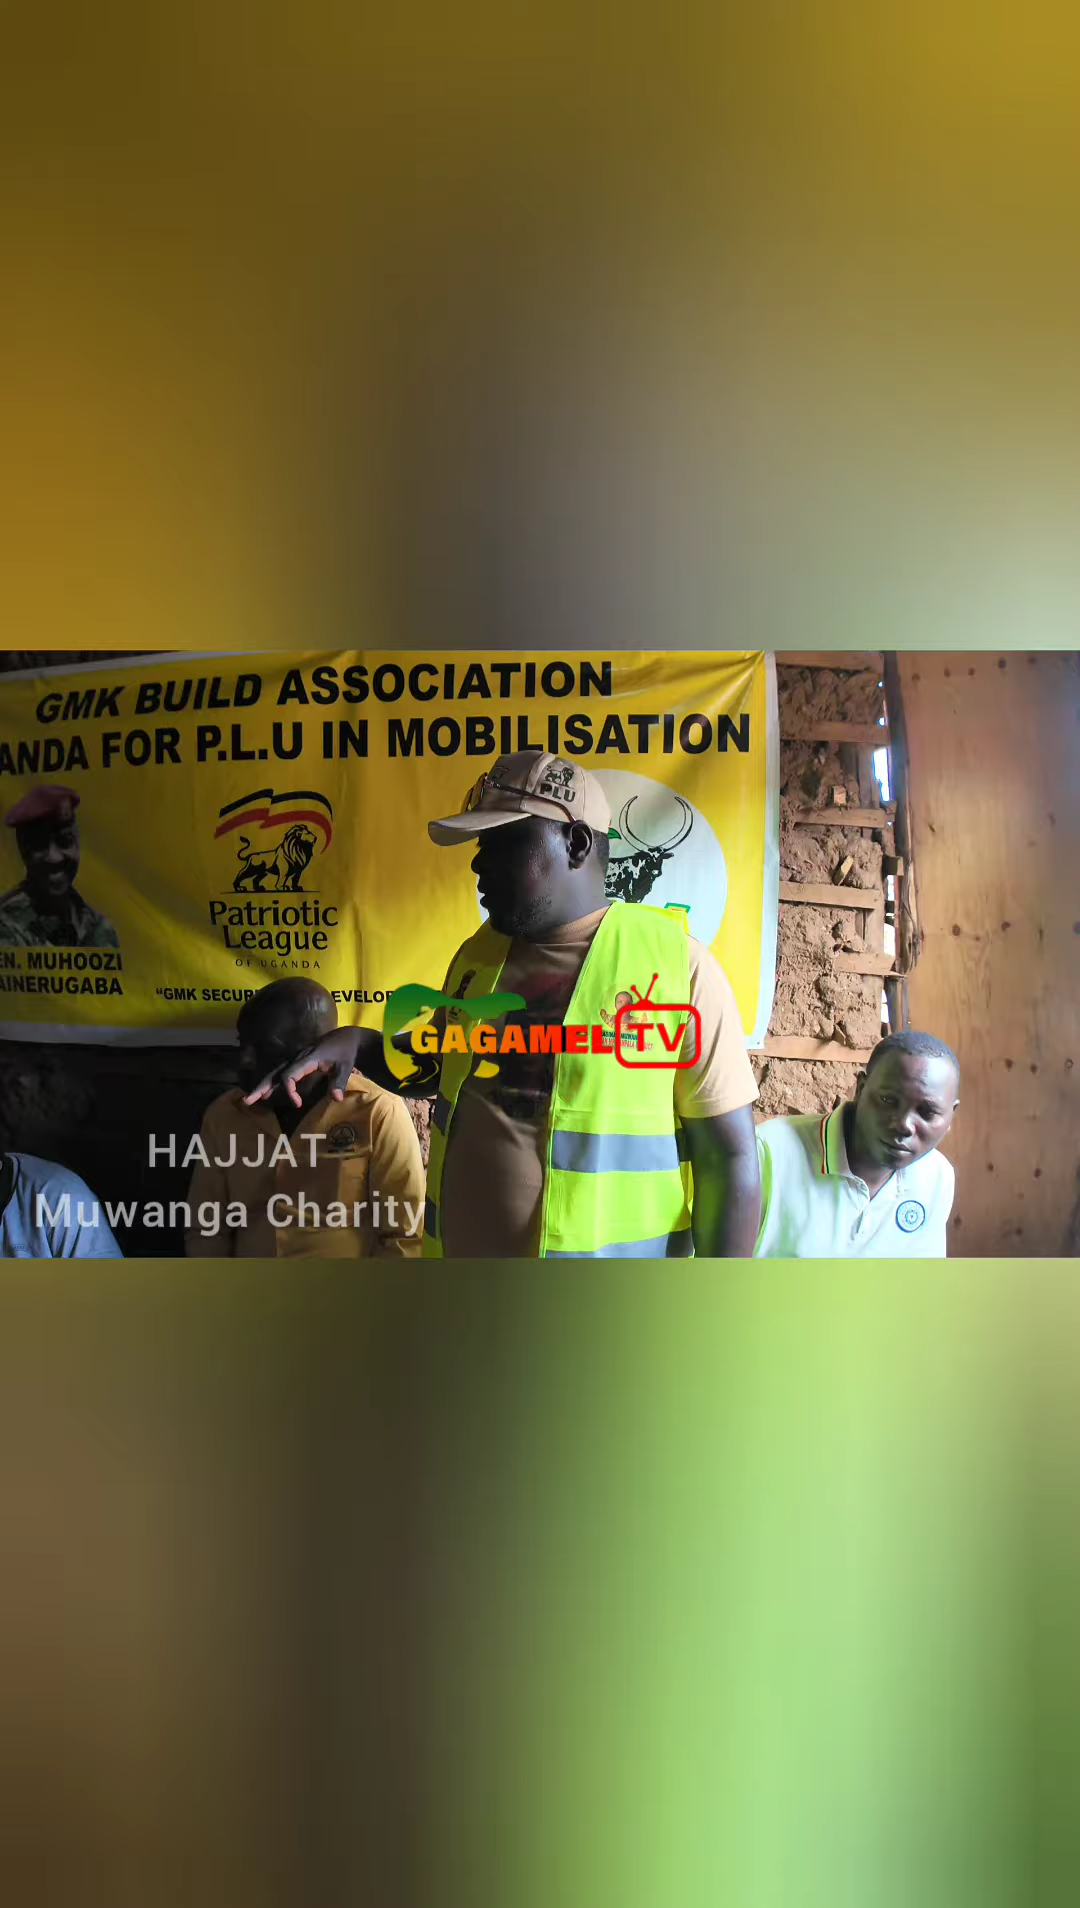 GMK BUILD ASSOCIATION
ANDA FOR P.L.U IN MOBILISATION
PLU
Patriotic
League
OF UGANDA
EN. MUHOOZI
AINERUGABA
“GMK SECUR EVELOP
GAGAMEL TV
HAJJAT
Muwanga Charity